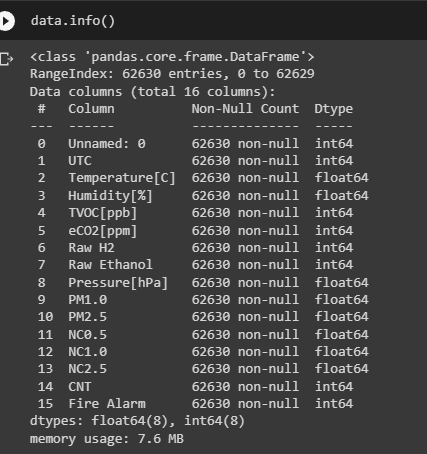 data.info()
<class 'pandas.core.frame.DataFrame'>
RangeIndex: 62630 entries, 0 to 62629
Data columns (total 16 columns):
 #   Column          Non-Null Count  Dtype
---  ------          --------------  -----
 0   Unnamed: 0      62630 non-null  int64
 1   UTC             62630 non-null  int64
 2   Temperature[C]  62630 non-null  float64
 3   Humidity[%]     62630 non-null  float64
 4   TVOC[ppb]       62630 non-null  int64
 5   eCO2[ppm]       62630 non-null  int64
 6   Raw H2          62630 non-null  int64
 7   Raw Ethanol     62630 non-null  int64
 8   Pressure[hPa]   62630 non-null  float64
 9   PM1.0           62630 non-null  float64
 10  PM2.5           62630 non-null  float64
 11  NC0.5           62630 non-null  float64
 12  NC1.0           62630 non-null  float64
 13  NC2.5           62630 non-null  float64
 14  CNT             62630 non-null  int64
 15  Fire Alarm      62630 non-null  int64
dtypes: float64(8), int64(8)
memory usage: 7.6 MB